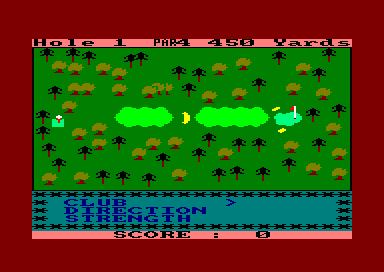 Hole 1 PAR4 450 Yards
CLUB >
DIRECTION
STRENGTH
SCORE : 0